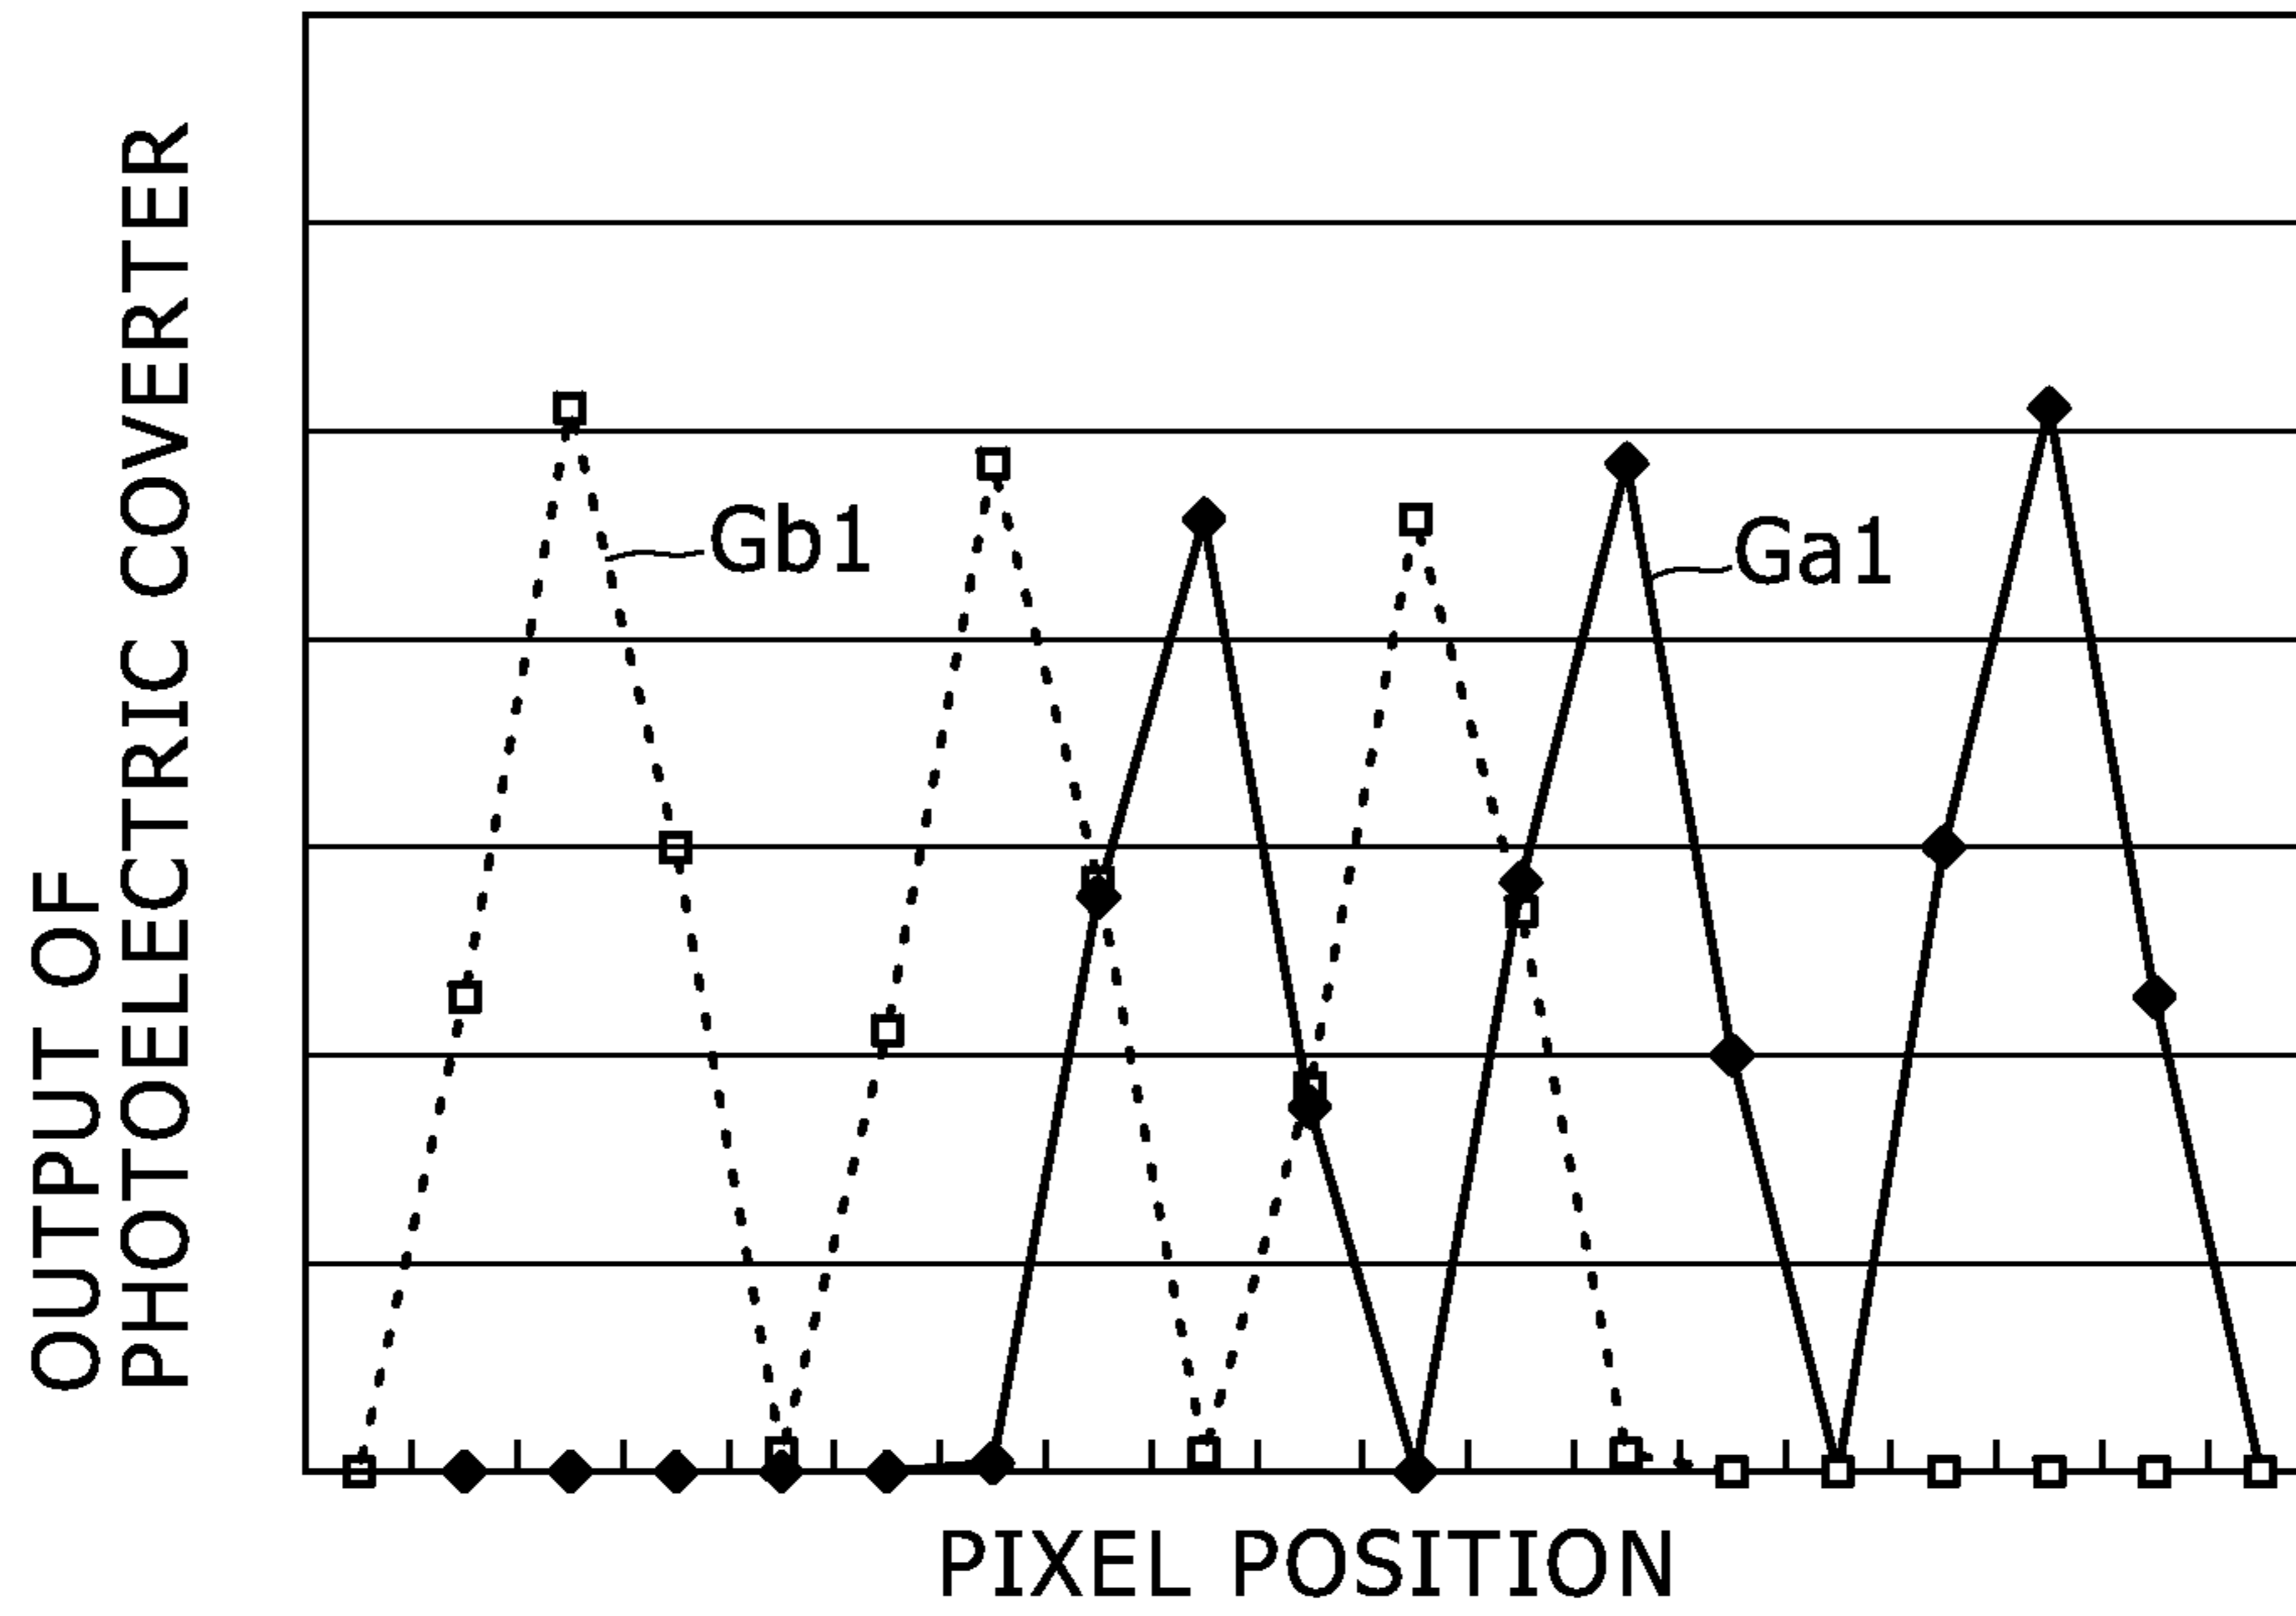 OUTPUT OF
PHOTOELECTRIC COVERTER
Gb1
Ga1
PIXEL POSITION